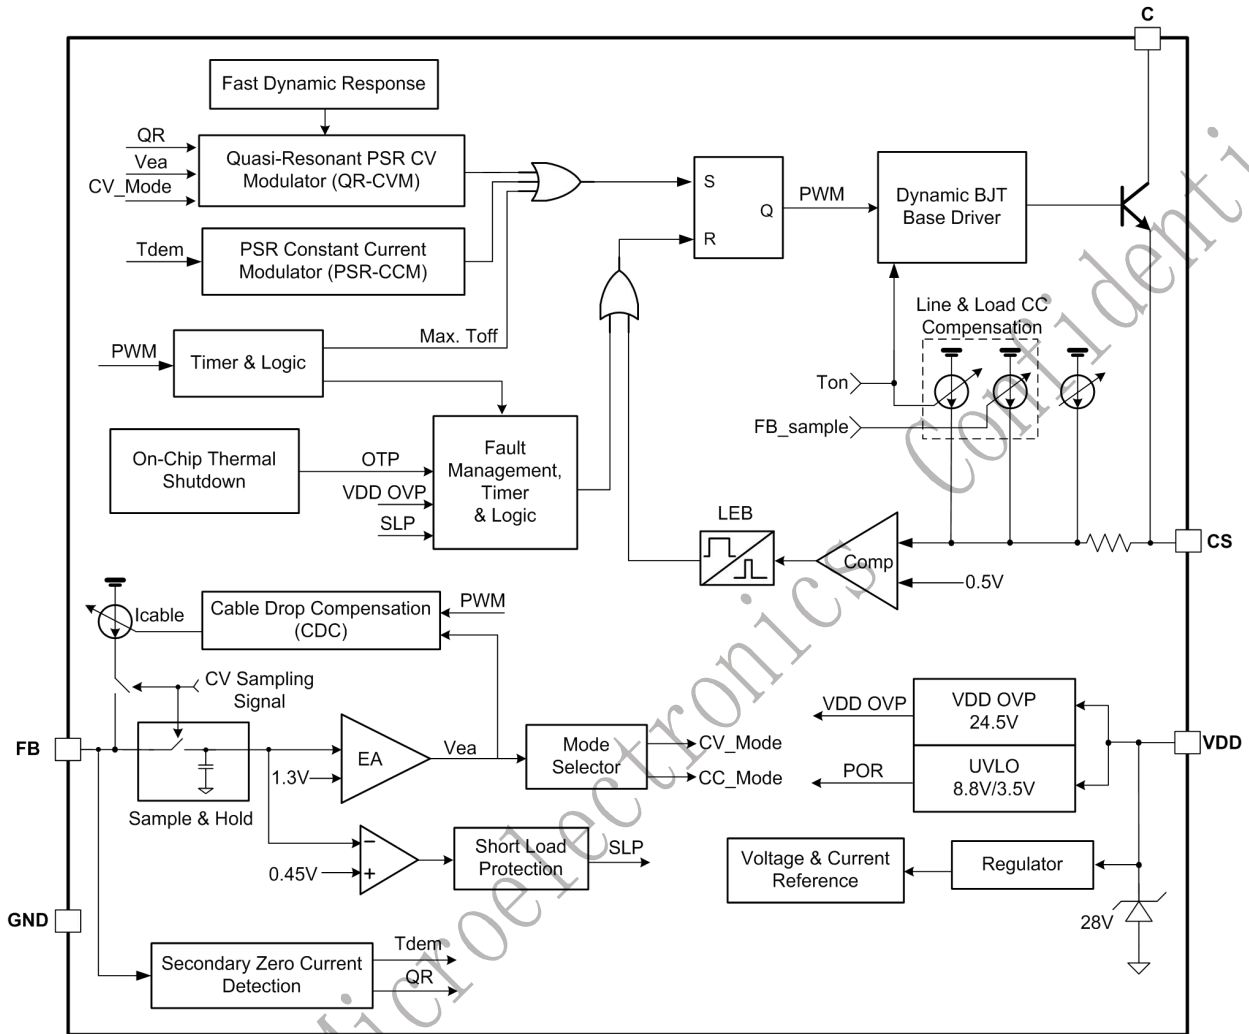 C
Fast Dynamic Response
QR
Vea
CV_Mode
Quasi-Resonant PSR CV
Modulator (QR-CVM)
Tdem
PSR Constant Current
Modulator (PSR-CCM)
S
R
Q
PWM
Dynamic BJT
Base Driver
Line & Load CC
Compensation
PWM
Timer & Logic
Max. Toff
Ton
FB_sample
On-Chip Thermal
Shutdown
OTP
VDD OVP
SLP
Fault
Management,
Timer
& Logic
LEB
Comp
0.5V
CS
Icable
Cable Drop Compensation
(CDC)
PWM
CV Sampling
Signal
FB
Sample & Hold
1.3V
EA
Vea
Mode
Selector
CV_Mode
CC_Mode
VDD OVP
POR
VDD OVP
24.5V
UVLO
8.8V/3.5V
VDD
0.45V
−
+
Short Load
Protection
SLP
Voltage & Current
Reference
Regulator
28V
GND
Secondary Zero Current
Detection
Tdem
QR
Microelectronics Confidenti